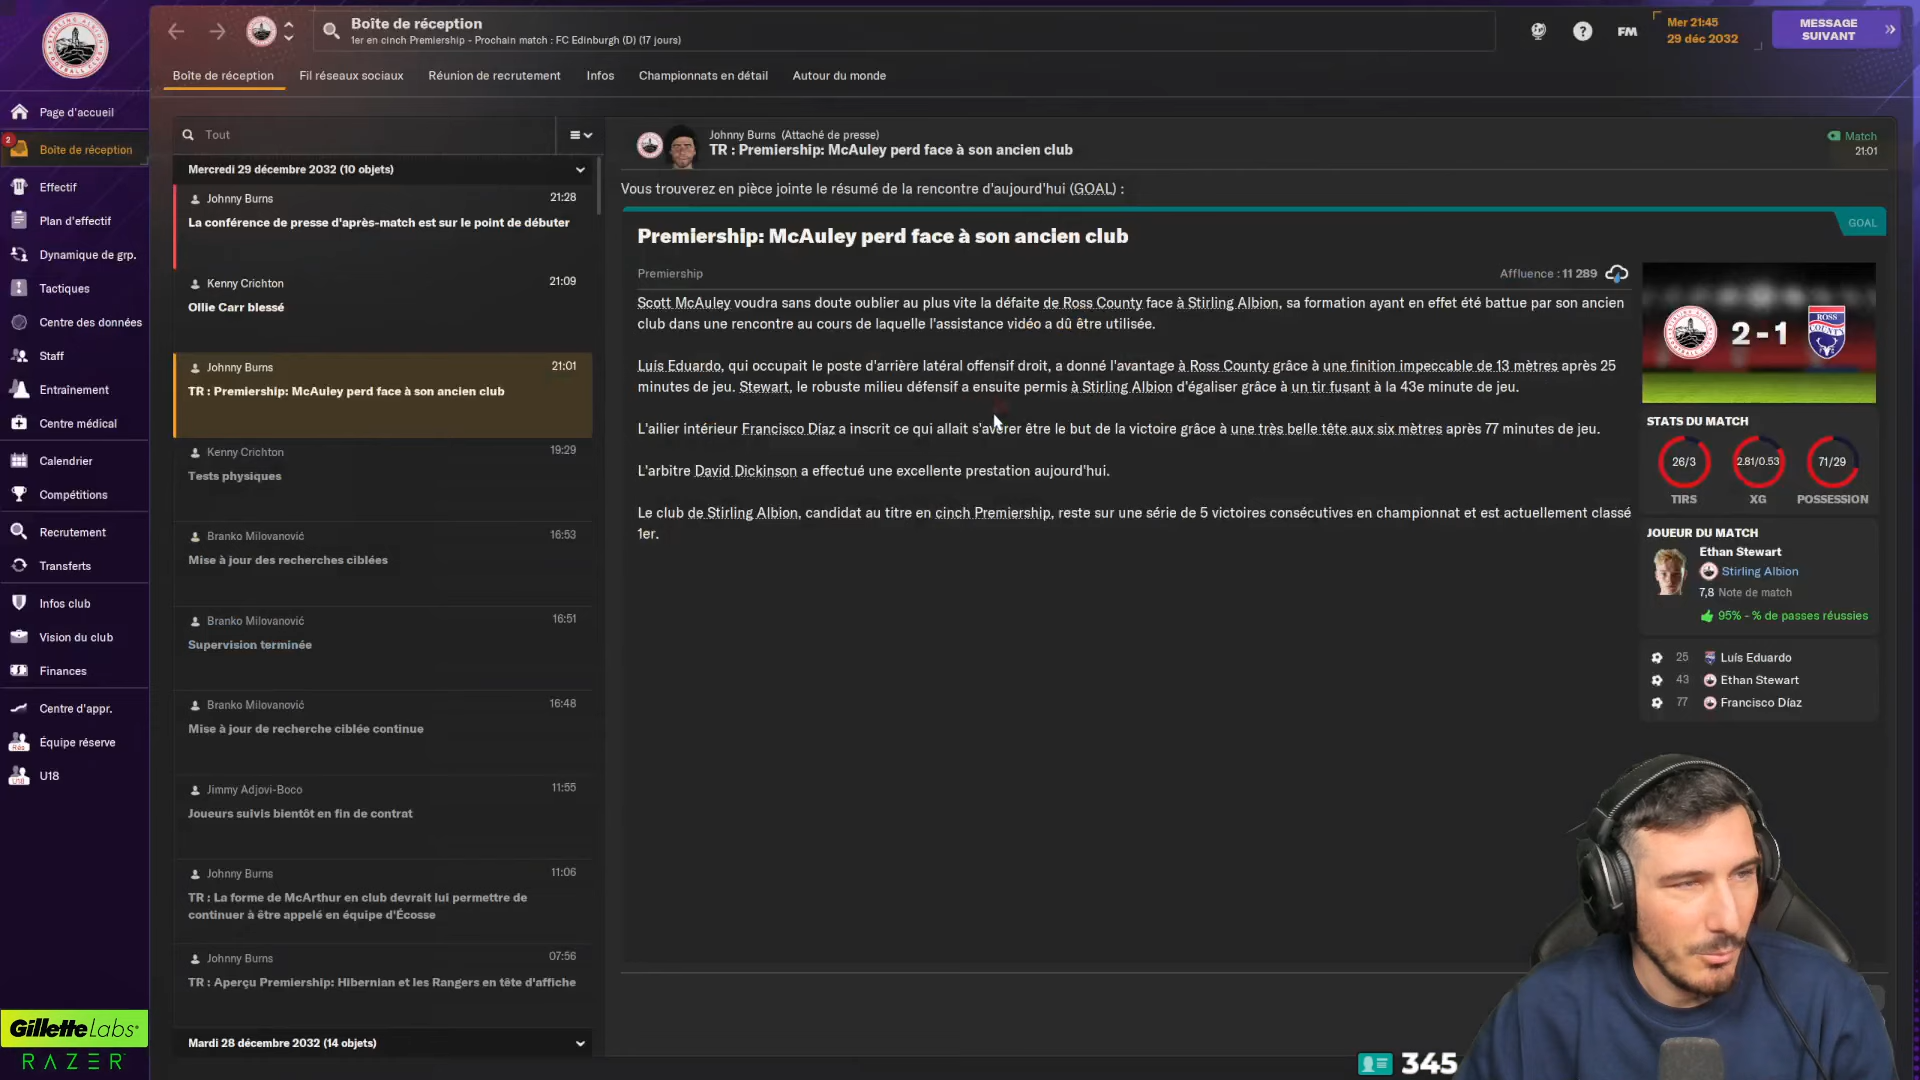 Boîte de réception
1er en cinch Premiership - Prochain match : FC Edinburgh (D) (17 jours)
FM
Mer 21:45
29 déc 2032
MESSAGE
SUIVANT
Boîte de réception
Fil réseaux sociaux
Réunion de recrutement
Infos
Championnats en détail
Autour du monde
Page d'accueil
2
Boîte de réception
Effectif
Plan d'effectif
Dynamique de grp.
Tactiques
Centre des données
Staff
Entraînement
Centre médical
Calendrier
Compétitions
Recrutement
Transferts
Infos club
Vision du club
Finances
Centre d'appr.
Équipe réserve
U18
GilletteLabs
RAZER
Tout
Mercredi 29 décembre 2032 (10 objets)
Johnny Burns 21:28
La conférence de presse d'après-match est sur le point de débuter
Kenny Crichton 21:09
Ollie Carr blessé
Johnny Burns 21:01
TR : Premiership: McAuley perd face à son ancien club
Kenny Crichton 19:29
Tests physiques
Branko Milovanović 16:53
Mise à jour des recherches ciblées
Branko Milovanović 16:51
Supervision terminée
Branko Milovanović 16:48
Mise à jour de recherche ciblée continue
Jimmy Adjovi-Boco 11:55
Joueurs suivis bientôt en fin de contrat
Johnny Burns 11:06
TR : La forme de McArthur en club devrait lui permettre de
continuer à être appelé en équipe d'Écosse
Johnny Burns 07:56
TR : Aperçu Premiership: Hibernian et les Rangers en tête d'affiche
Mardi 28 décembre 2032 (14 objets)
Johnny Burns (Attaché de presse)
TR : Premiership: McAuley perd face à son ancien club
Match
21:01
Vous trouverez en pièce jointe le résumé de la rencontre d'aujourd'hui (GOAL) :
GOAL
Premiership: McAuley perd face à son ancien club
Premiership
Affluence : 11 289
Scott McAuley voudra sans doute oublier au plus vite la défaite de Ross County face à Stirling Albion, sa formation ayant en effet été battue par son ancien
club dans une rencontre au cours de laquelle l'assistance vidéo a dû être utilisée.
Luís Eduardo, qui occupait le poste d'arrière latéral offensif droit, a donné l'avantage à Ross County grâce à une finition impeccable de 13 mètres après 25
minutes de jeu. Stewart, le robuste milieu défensif a ensuite permis à Stirling Albion d'égaliser grâce à un tir fusant à la 43e minute de jeu.
L'ailier intérieur Francisco Díaz a inscrit ce qui allait s'avérer être le but de la victoire grâce à une très belle tête aux six mètres après 77 minutes de jeu.
L'arbitre David Dickinson a effectué une excellente prestation aujourd'hui.
Le club de Stirling Albion, candidat au titre en cinch Premiership, reste sur une série de 5 victoires consécutives en championnat et est actuellement classé
1er.
2 - 1
ROSS COUNTY
STATS DU MATCH
26/3
2.81/0.53
71/29
TIRS
XG
POSSESSION
JOUEUR DU MATCH
Ethan Stewart
Stirling Albion
7,8 Note de match
95% - % de passes réussies
25 Luís Eduardo
43 Ethan Stewart
77 Francisco Díaz
345